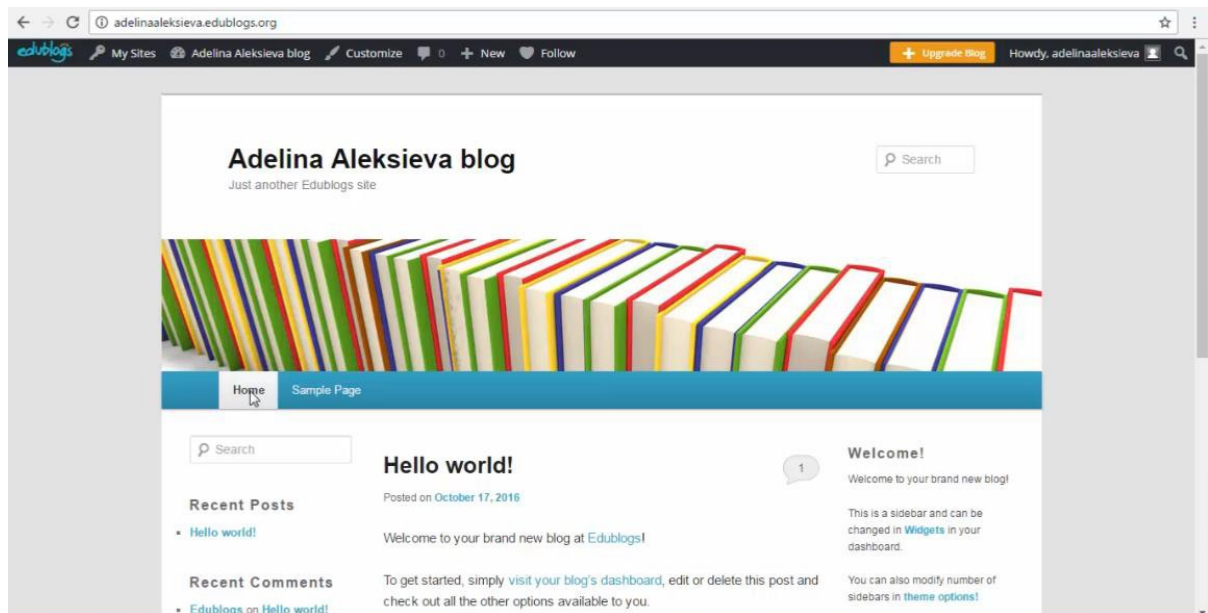 adelinaaleksieva.edublogs.org
edublogs My Sites Adelina Aleksieva blog Customize 0 New Follow Upgrade Blog Howdy, adelinaaleksieva
Adelina Aleksieva blog
Just another Edublogs site
Search
Home Sample Page
Search
Recent Posts
Hello world!
Recent Comments
Edublogs on Hello world!
Hello world!
1
Posted on October 17, 2016
Welcome to your brand new blog at Edublogs!
To get started, simply visit your blog's dashboard, edit or delete this post and
check out all the other options available to you.
Welcome!
Welcome to your brand new blog!
This is a sidebar and can be
changed in Widgets in your
dashboard.
You can also modify number of
sidebars in theme options!